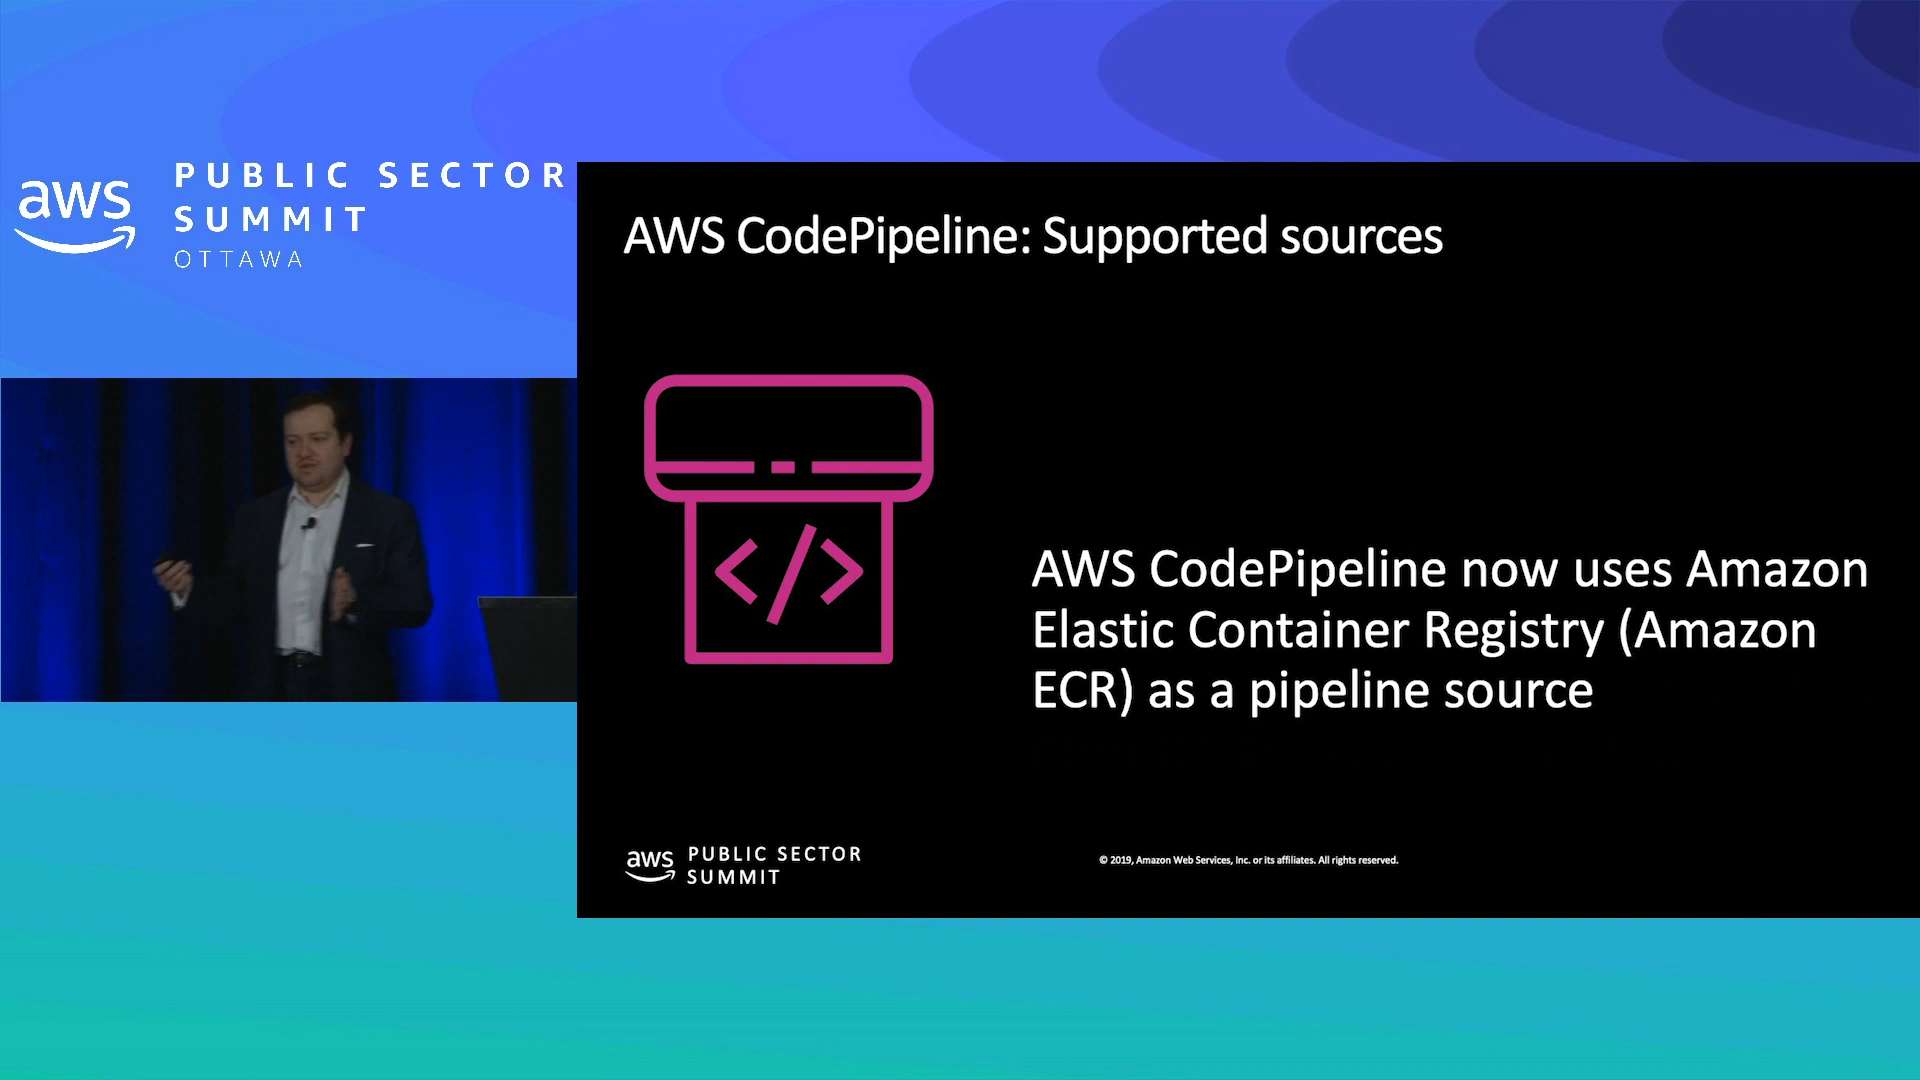 aws
PUBLIC SECTOR
SUMMIT
OTTAWA
AWS CodePipeline: Supported sources
</>
AWS CodePipeline now uses Amazon
Elastic Container Registry (Amazon
ECR) as a pipeline source
aws
PUBLIC SECTOR
SUMMIT
© 2019, Amazon Web Services, Inc. or its affiliates. All rights reserved.